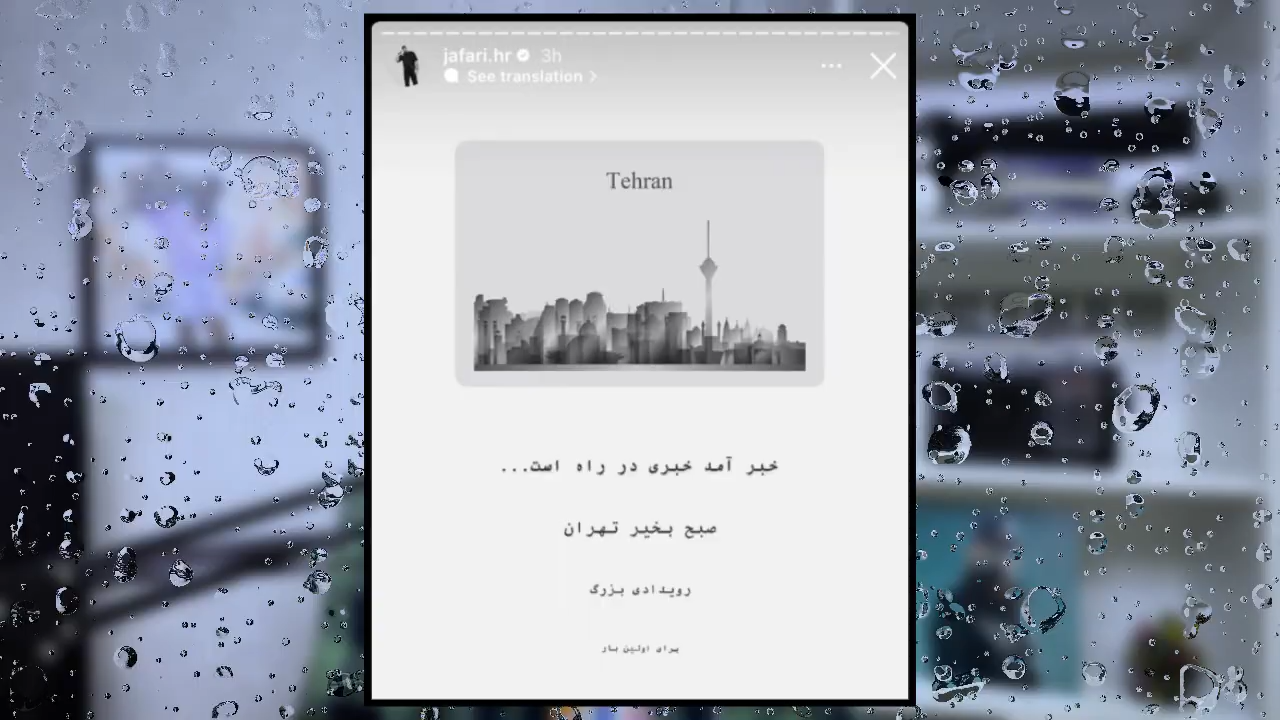 jafari.hr 3h
See translation >
Tehran
خبر آمد خبری در راه است...
صبح بخیر تهران
رویدادی بزرگ
برای اولین بار